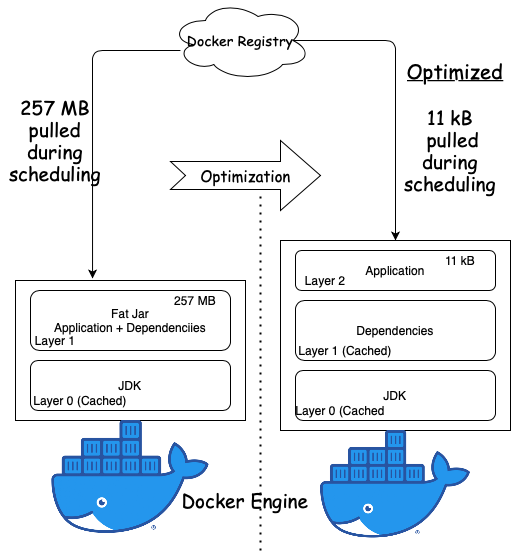 Docker Registry
Optimized
257 MB
pulled
during
scheduling
11 kB
pulled
during
scheduling
Optimization
257 MB
Fat Jar
Application + Dependenciies
Layer 1
JDK
Layer 0 (Cached)
11 kB
Application
Layer 2
Dependencies
Layer 1 (Cached)
JDK
Layer 0 (Cached
Docker Engine